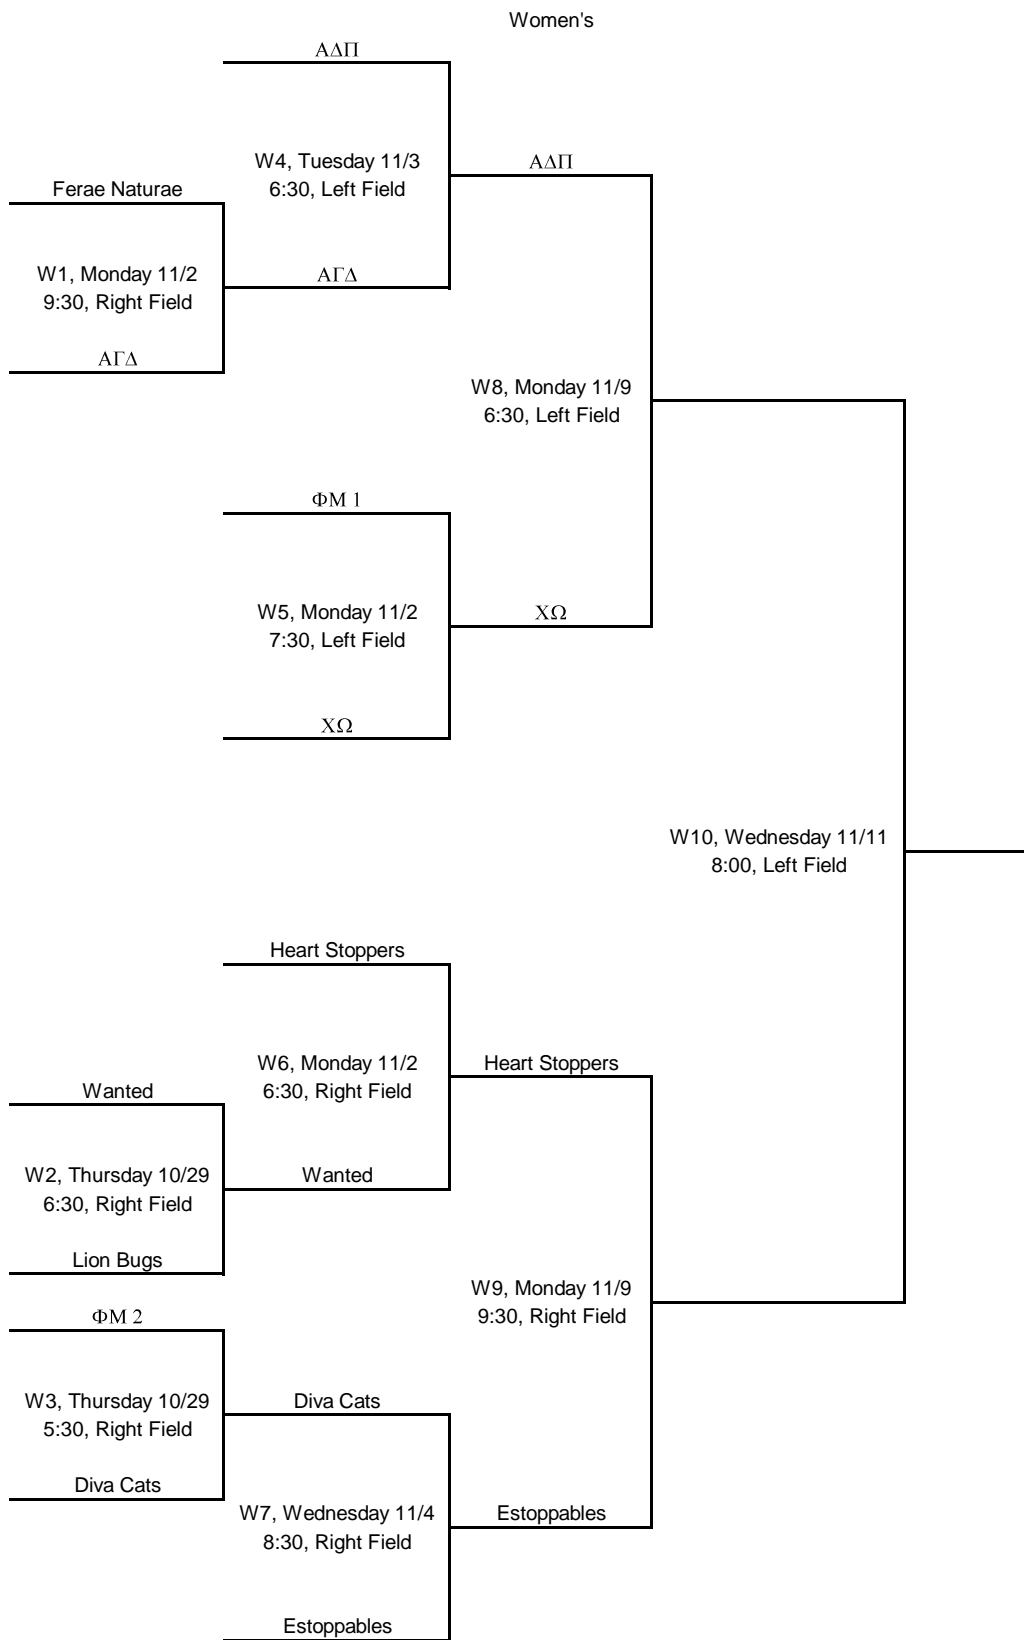 Women's
ΑΔΠ
W4, Tuesday 11/3
6:30, Left Field
ΑΔΠ
Ferae Naturae
W1, Monday 11/2
9:30, Right Field
ΑΓΔ
ΑΓΔ
W8, Monday 11/9
6:30, Left Field
ΦΜ 1
W5, Monday 11/2
7:30, Left Field
ΧΩ
ΧΩ
W10, Wednesday 11/11
8:00, Left Field
Heart Stoppers
W6, Monday 11/2
6:30, Right Field
Heart Stoppers
Wanted
W2, Thursday 10/29
6:30, Right Field
Wanted
Lion Bugs
W9, Monday 11/9
9:30, Right Field
ΦΜ 2
W3, Thursday 10/29
5:30, Right Field
Diva Cats
Diva Cats
W7, Wednesday 11/4
8:30, Right Field
Estoppables
Estoppables